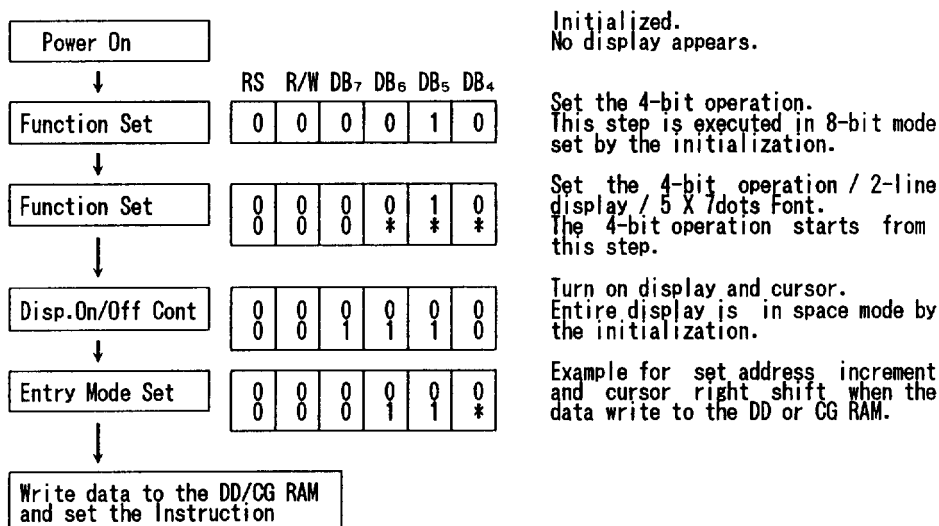 Power On
Initialized.
No display appears.
RS R/W DB₇ DB₆ DB₅ DB₄
Function Set
0 0 0 0 1 0
Set the 4-bit operation.
This step is executed in 8-bit mode
set by the initialization.
Function Set
0 0 0 0 1 0
0 0 0 * * *
Set the 4-bit operation / 2-line
display / 5 X 7dots Font.
The 4-bit operation starts from
this step.
Disp.On/Off Cont
0 0 0 0 0 0
0 0 1 1 1 0
Turn on display and cursor.
Entire display is in space mode by
the initialization.
Entry Mode Set
0 0 0 0 0 0
0 0 0 1 1 *
Example for set address increment
and cursor right shift when the
data write to the DD or CG RAM.
Write data to the DD/CG RAM
and set the Instruction